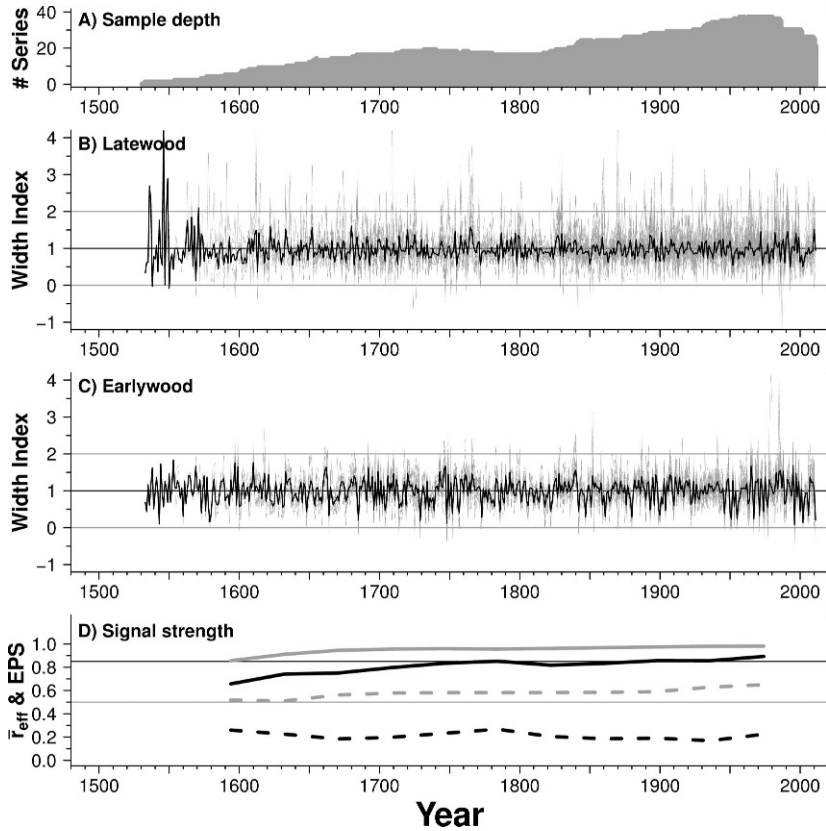 A) Sample depth
# Series
40
20
0
1500 1600 1700 1800 1900 2000
B) Latewood
Width Index
4
3
2
1
0
−1
1500 1600 1700 1800 1900 2000
C) Earlywood
Width Index
4
3
2
1
0
−1
1500 1600 1700 1800 1900 2000
D) Signal strength
r̄eff & EPS
1.0
0.8
0.6
0.4
0.2
0.0
1500 1600 1700 1800 1900 2000
Year